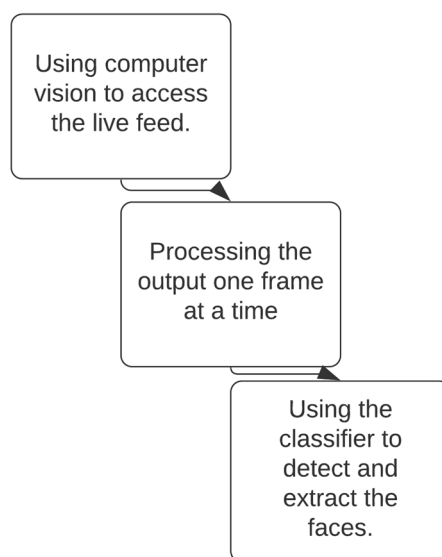 Using computer
vision to access
the live feed.
Processing the
output one frame
at a time
Using the
classifier to
detect and
extract the
faces.